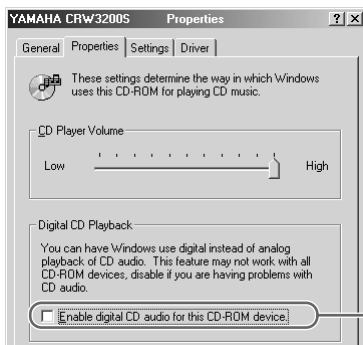 YAMAHA CRW3200S Properties ? ×
General Properties Settings Driver
These settings determine the way in which Windows
uses this CD-ROM for playing CD music.
CD Player Volume
Low High
Digital CD Playback
You can have Windows use digital instead of analog
playback of CD audio. This feature may not work with all
CD-ROM devices, disable if you are having problems with
CD audio.
Enable digital CD audio for this CD-ROM device.